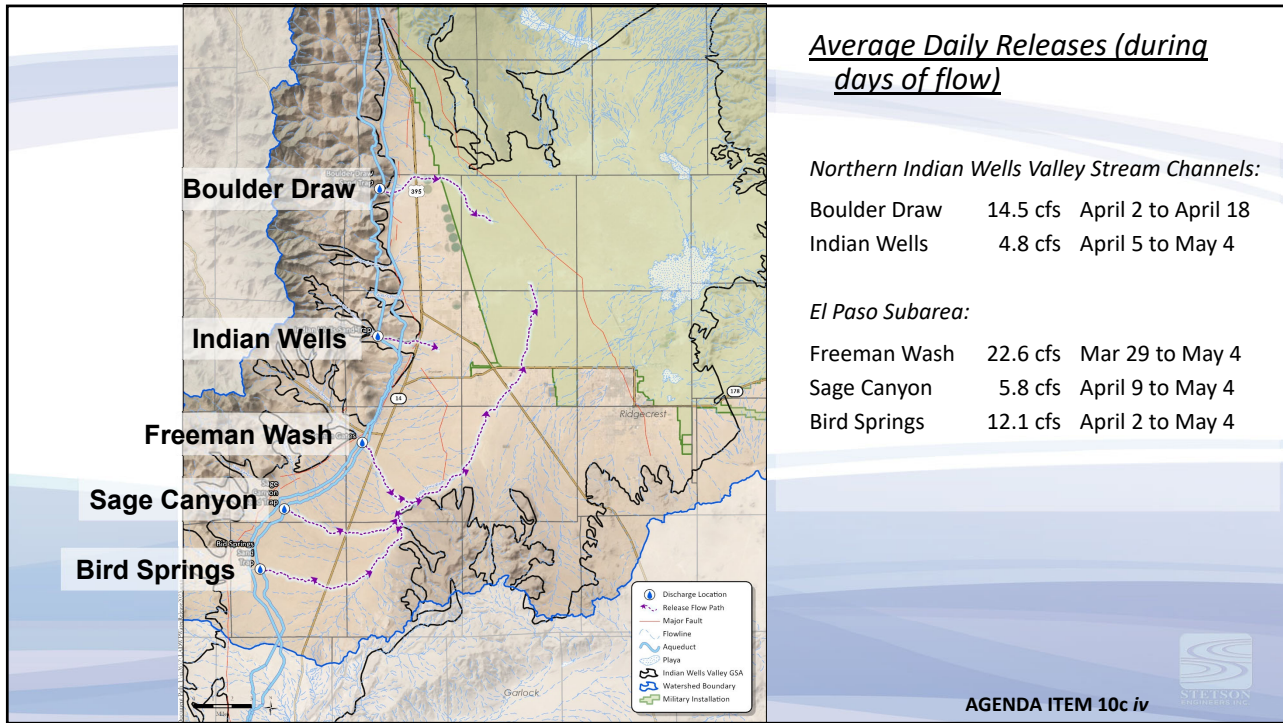 Average Daily Releases (during
days of flow)
Northern Indian Wells Valley Stream Channels:
Boulder Draw 14.5 cfs April 2 to April 18
Indian Wells 4.8 cfs April 5 to May 4
El Paso Subarea:
Freeman Wash 22.6 cfs Mar 29 to May 4
Sage Canyon 5.8 cfs April 9 to May 4
Bird Springs 12.1 cfs April 2 to May 4
Boulder Draw
395
Indian Wells
14
178
Ridgecrest
Freeman Wash
Sage Canyon
Bird Springs
Garlock
Discharge Location
Release Flow Path
Major Fault
Flowline
Aqueduct
Playa
Indian Wells Valley GSA
Watershed Boundary
Military Installation
Miles
STETSON
ENGINEERS INC.
AGENDA ITEM 10c iv